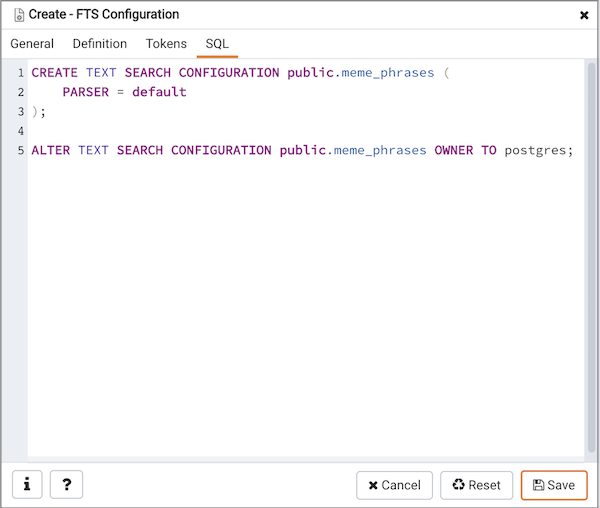 Create - FTS Configuration
General Definition Tokens SQL
1 CREATE TEXT SEARCH CONFIGURATION public.meme_phrases (
2     PARSER = default
3 );
4
5 ALTER TEXT SEARCH CONFIGURATION public.meme_phrases OWNER TO postgres;
i ? Cancel Reset Save